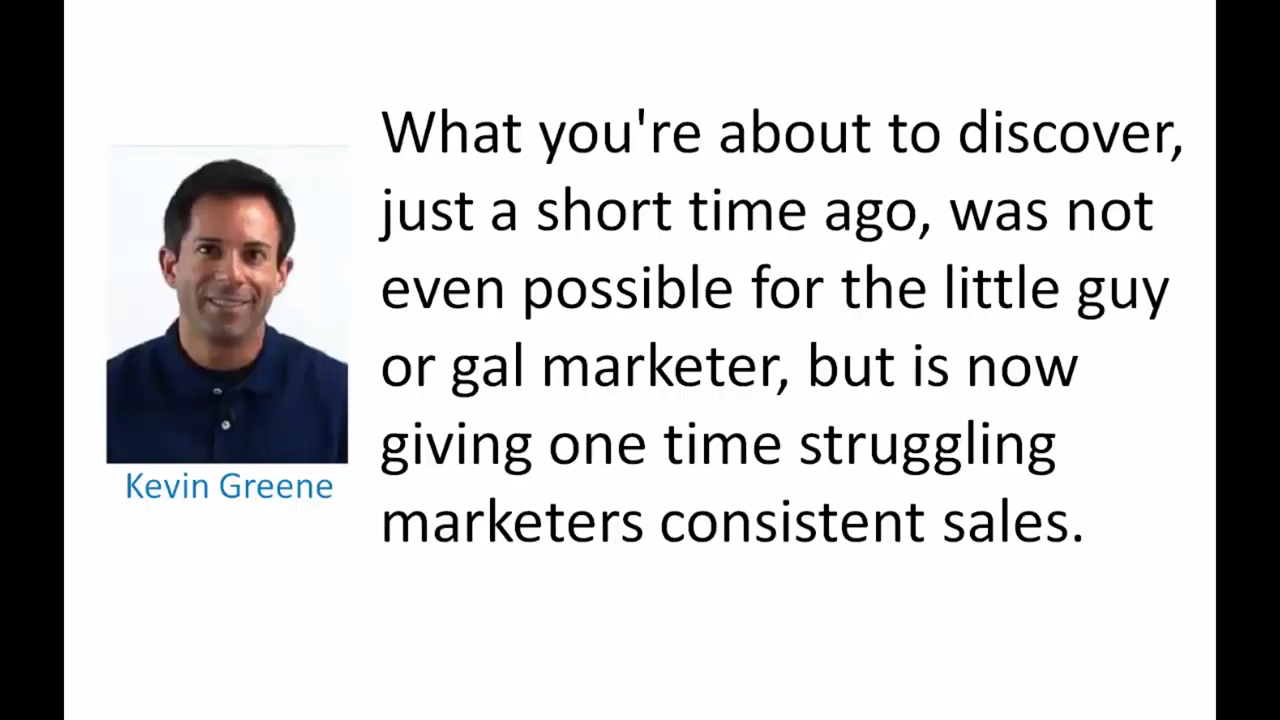 What you're about to discover,
just a short time ago, was not
even possible for the little guy
or gal marketer, but is now
giving one time struggling
marketers consistent sales.
Kevin Greene